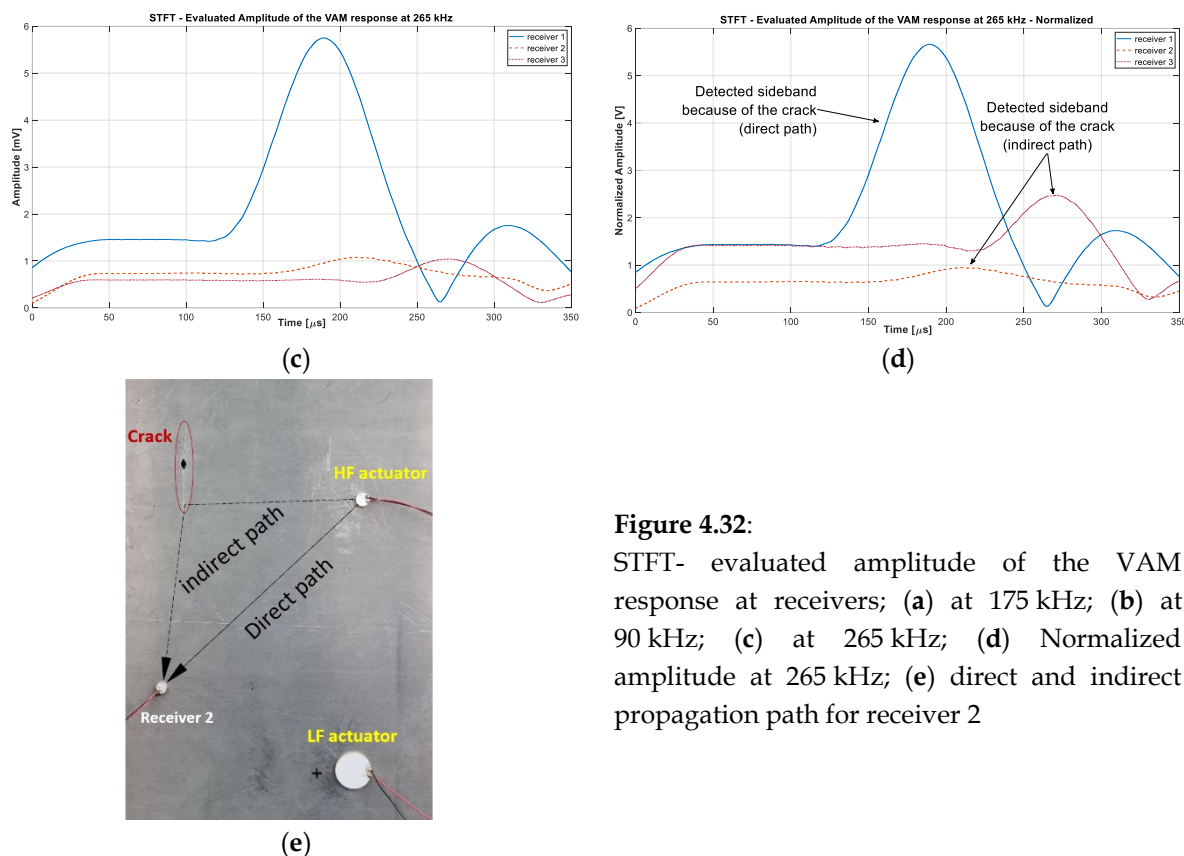 STFT - Evaluated Amplitude of the VAM response at 265 kHz
6
5
4
3
2
1
0
Amplitude [mV]
receiver 1
receiver 2
receiver 3
0 50 100 150 200 250 300 350
Time [μs]
(c)
STFT - Evaluated Amplitude of the VAM response at 265 kHz - Normalized
6
5
4
3
2
1
0
Normalized Amplitude [V]
receiver 1
receiver 2
receiver 3
Detected sideband
because of the crack
(direct path)
Detected sideband
because of the crack
(indirect path)
0 50 100 150 200 250 300 350
Time [μs]
(d)
Crack
HF actuator
indirect path
Direct path
Receiver 2
LF actuator
(e)
Figure 4.32:
STFT- evaluated amplitude of the VAM
response at receivers; (a) at 175 kHz; (b) at
90 kHz; (c) at 265 kHz; (d) Normalized
amplitude at 265 kHz; (e) direct and indirect
propagation path for receiver 2